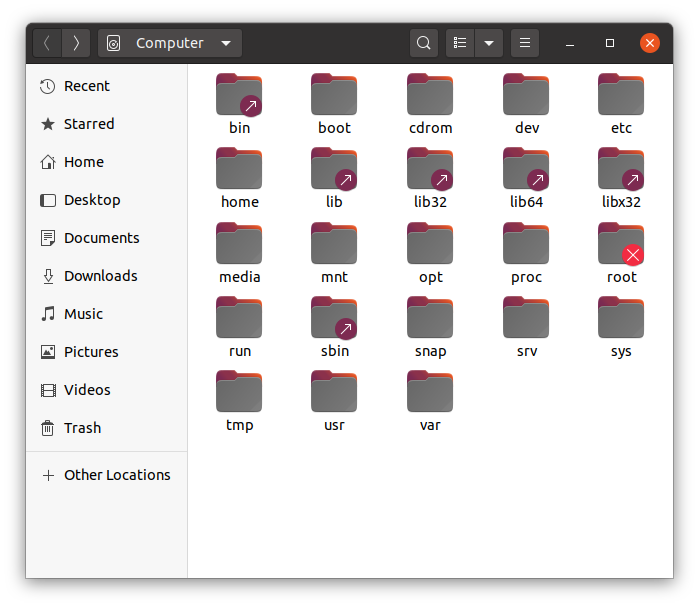 Computer
Recent
Starred
Home
Desktop
Documents
Downloads
Music
Pictures
Videos
Trash
Other Locations
bin boot cdrom dev etc
home lib lib32 lib64 libx32
media mnt opt proc root
run sbin snap srv sys
tmp usr var